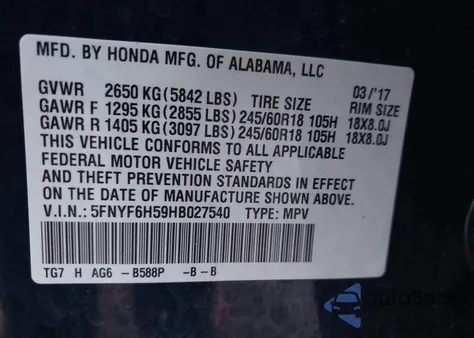 MFD. BY HONDA MFG. OF ALABAMA, LLC
GVWR 2650 KG (5842 LBS) TIRE SIZE 03/'17 RIM SIZE
GAWR F 1295 KG (2855 LBS) 245/60R18 105H 18X8.0J
GAWR R 1405 KG (3097 LBS) 245/60R18 105H 18X8.0J
THIS VEHICLE CONFORMS TO ALL APPLICABLE
FEDERAL MOTOR VEHICLE SAFETY
AND THEFT PREVENTION STANDARDS IN EFFECT
ON THE DATE OF MANUFACTURE SHOWN ABOVE.
V.I.N.: 5FNYF6H59HB027540 TYPE: MPV
TG7 H AG6 -B588P -B-B